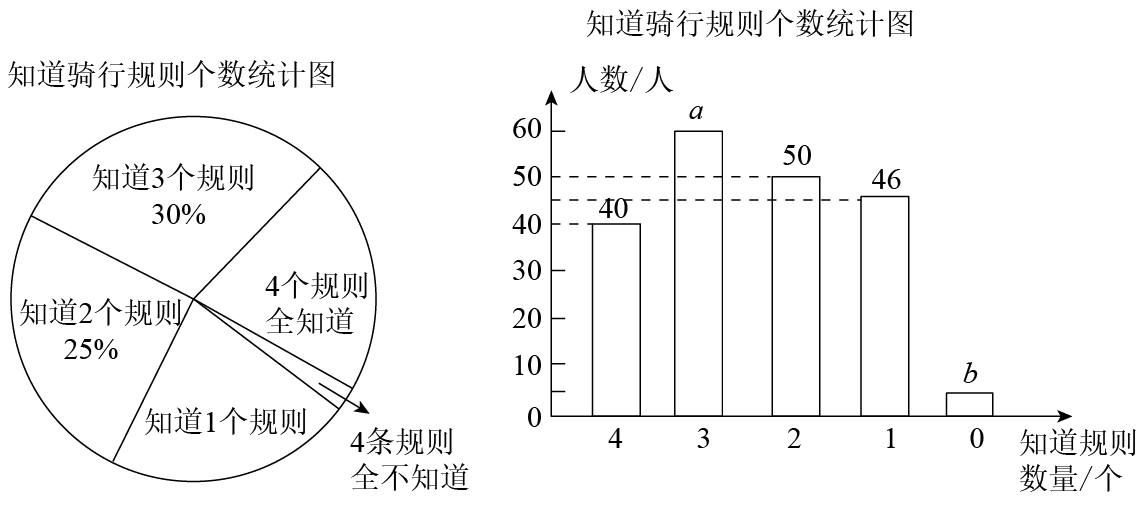 知道骑行规则个数统计图
知道3个规则
30%
4个规则
全知道
知道2个规则
25%
知道1个规则
4条规则
全不知道
知道骑行规则个数统计图
人数/人
60
50
40
30
20
10
0
40
a
50
46
b
4
3
2
1
0
知道规则
数量/个